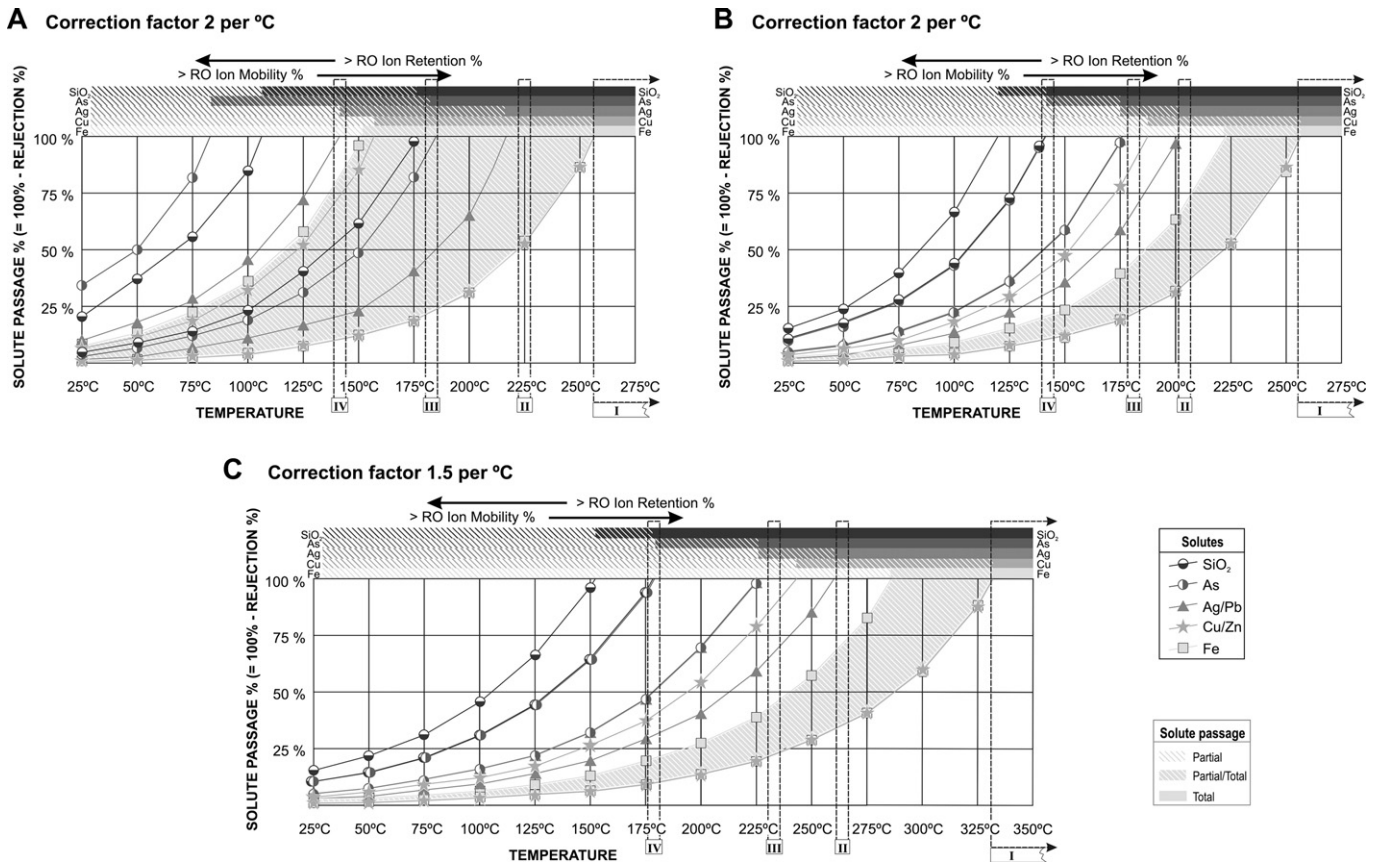 A Correction factor 2 per ºC
> RO Ion Retention %
> RO Ion Mobility %
SiO₂ SiO₂
As As
Ag Ag
Cu Cu
Fe Fe
SOLUTE PASSAGE % (= 100% - REJECTION %)
100 %
75 %
50 %
25 %
25ºC 50ºC 75ºC 100ºC 125ºC 150ºC 175ºC 200ºC 225ºC 250ºC 275ºC
TEMPERATURE
IV III II I
B Correction factor 2 per ºC
> RO Ion Retention %
> RO Ion Mobility %
SiO₂ SiO₂
As As
Ag Ag
Cu Cu
Fe Fe
SOLUTE PASSAGE % (= 100% - REJECTION %)
100 %
75 %
50 %
25 %
25ºC 50ºC 75ºC 100ºC 125ºC 150ºC 175ºC 200ºC 225ºC 250ºC 275ºC
TEMPERATURE
IV III II I
C Correction factor 1.5 per ºC
> RO Ion Retention %
> RO Ion Mobility %
SiO₂ SiO₂
As As
Ag Ag
Cu Cu
Fe Fe
SOLUTE PASSAGE % (= 100% - REJECTION %)
100 %
75 %
50 %
25 %
25ºC 50ºC 75ºC 100ºC 125ºC 150ºC 175ºC 200ºC 225ºC 250ºC 275ºC 300ºC 325ºC 350ºC
TEMPERATURE
IV III II I
Solutes
SiO₂
As
Ag/Pb
Cu/Zn
Fe
Solute passage
Partial
Partial/Total
Total